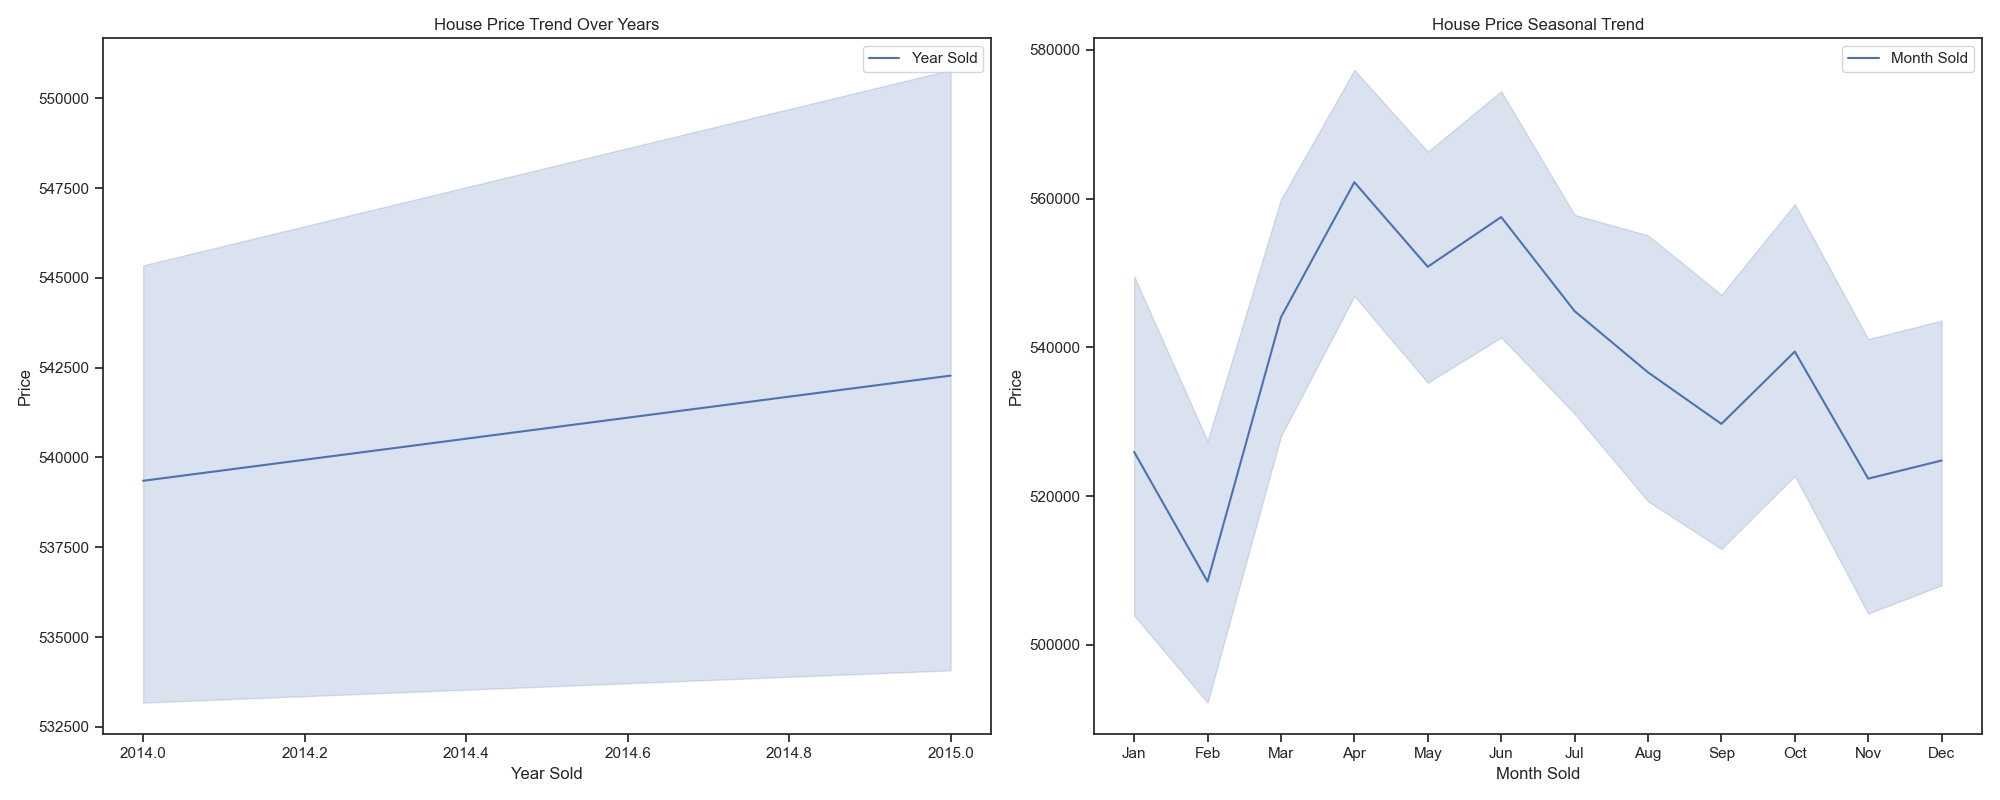 House Price Trend Over Years
Year Sold
550000
547500
545000
542500
540000
537500
535000
532500
Price
2014.0 2014.2 2014.4 2014.6 2014.8 2015.0
Year Sold
House Price Seasonal Trend
Month Sold
580000
560000
540000
520000
500000
Price
Jan Feb Mar Apr May Jun Jul Aug Sep Oct Nov Dec
Month Sold